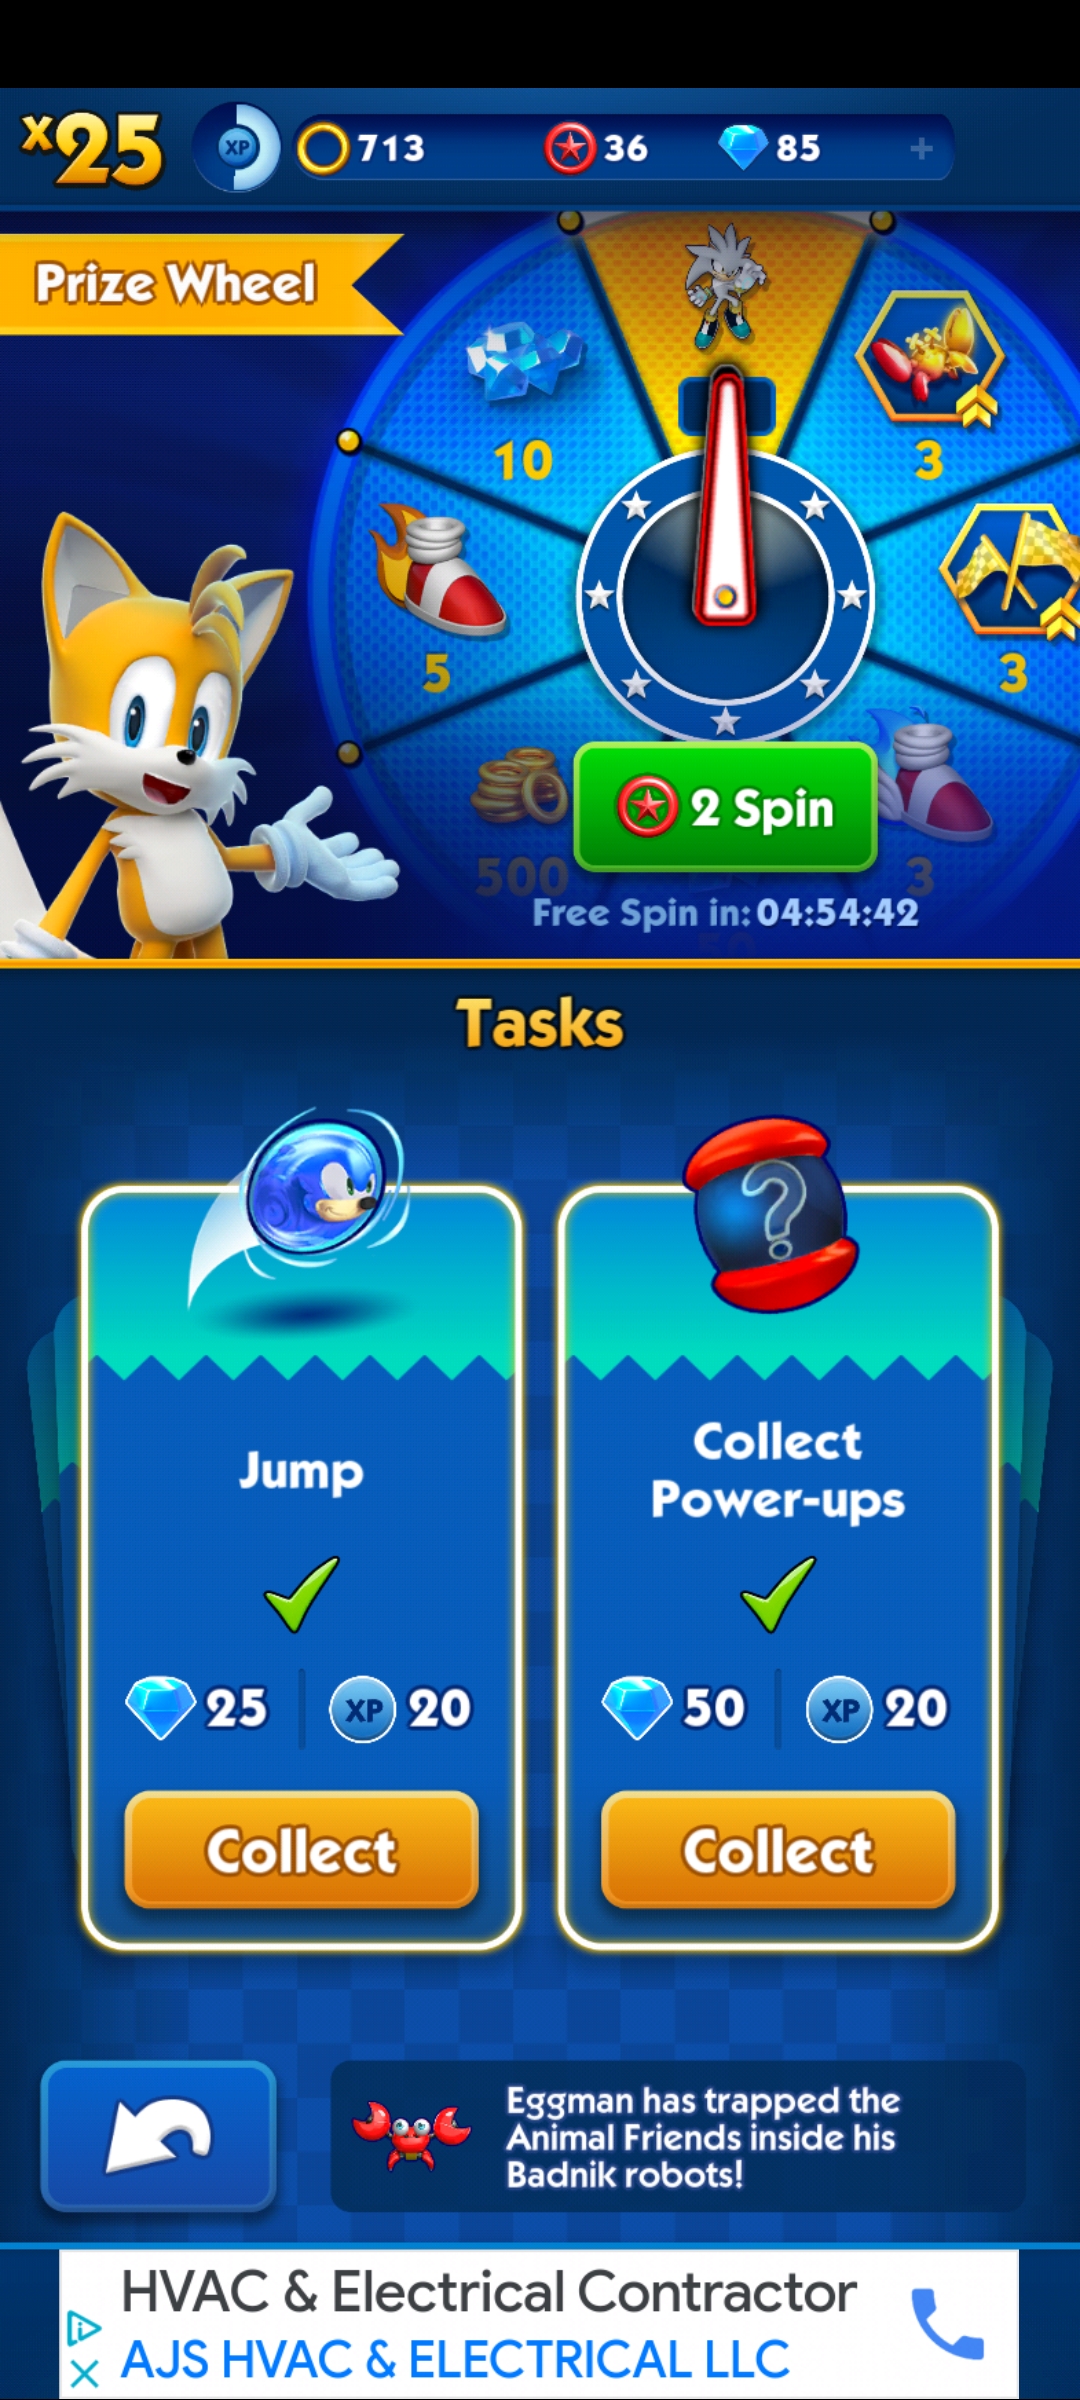 x25
XP
713
36
85
+
Prize Wheel
10
3
5
3
2 Spin
500
3
Free Spin in: 04:54:42
50
Tasks
?
Jump
Collect
Power-ups
25
XP
20
50
XP
20
Collect
Collect
Eggman has trapped the
Animal Friends inside his
Badnik robots!
HVAC & Electrical Contractor
AJS HVAC & ELECTRICAL LLC